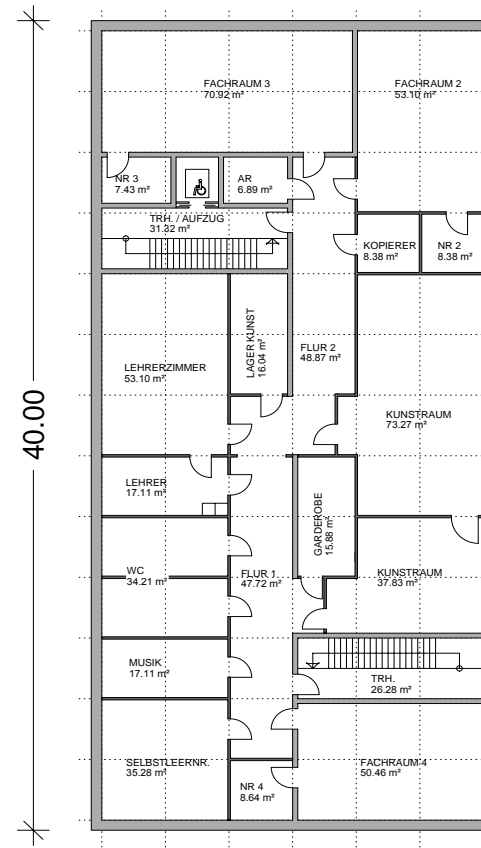 FACHRAUM 3
70.92 m²
FACHRAUM 2
53.10 m²
NR 3
7.43 m²
AR
6.89 m²
TRH. / AUFZUG
31.32 m²
KOPIERER
8.38 m²
NR 2
8.38 m²
LAGER KUNST
16.04 m²
FLUR 2
48.87 m²
LEHRERZIMMER
53.10 m²
KUNSTRAUM
73.27 m²
40.00
LEHRER
17.11 m²
GARDEROBE
15.88 m²
WC
34.21 m²
FLUR 1
47.72 m²
KUNSTRAUM
37.83 m²
MUSIK
17.11 m²
TRH.
26.28 m²
SELBSTLEERNR.
35.28 m²
FACHRAUM 4
50.46 m²
NR 4
8.64 m²